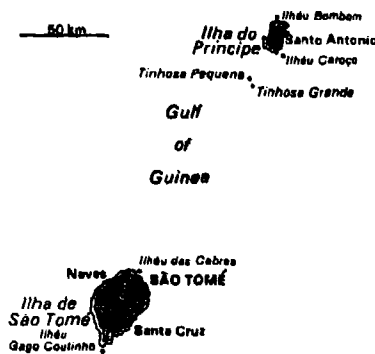 Ilhéu Bombom
50 km
Ilha do
Príncipe
Santo Antonio
Ilhéu Caroço
Tinhosa Pequena
Tinhosa Grande
Gulf
of
Guinea
Ilhéu das Cabras
Neves
SÃO TOMÉ
Ilha de
São Tomé
Santa Cruz
Ilhéu
Gago Coutinho